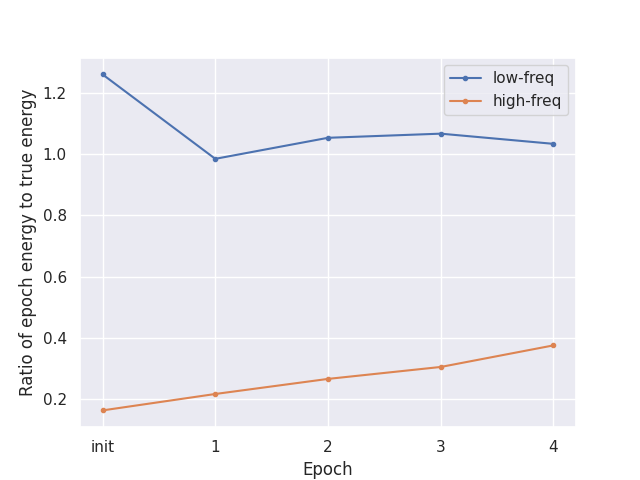 low-freq
high-freq
1.2
1.0
0.8
0.6
0.4
0.2
Ratio of epoch energy to true energy
init 1 2 3 4
Epoch